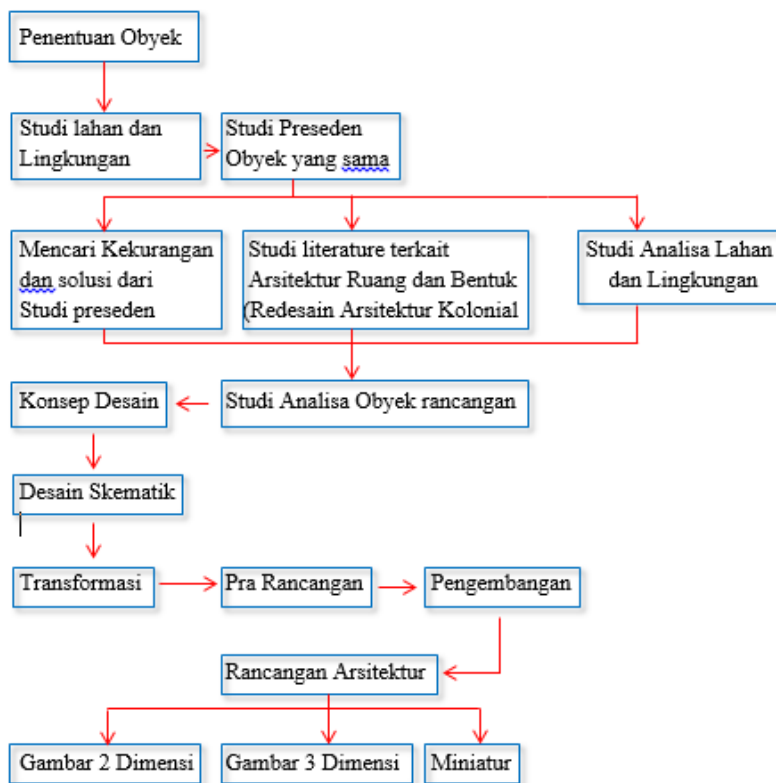 Penentuan Obyek
Studi lahan dan
Lingkungan
Studi Preseden
Obyek yang sama
Mencari Kekurangan
dan solusi dari
Studi preseden
Studi literature terkait
Arsitektur Ruang dan Bentuk
(Redesain Arsitektur Kolonial
Studi Analisa Lahan
dan Lingkungan
Studi Analisa Obyek rancangan
Konsep Desain
Desain Skematik
Transformasi
Pra Rancangan
Pengembangan
Rancangan Arsitektur
Gambar 2 Dimensi
Gambar 3 Dimensi
Miniatur